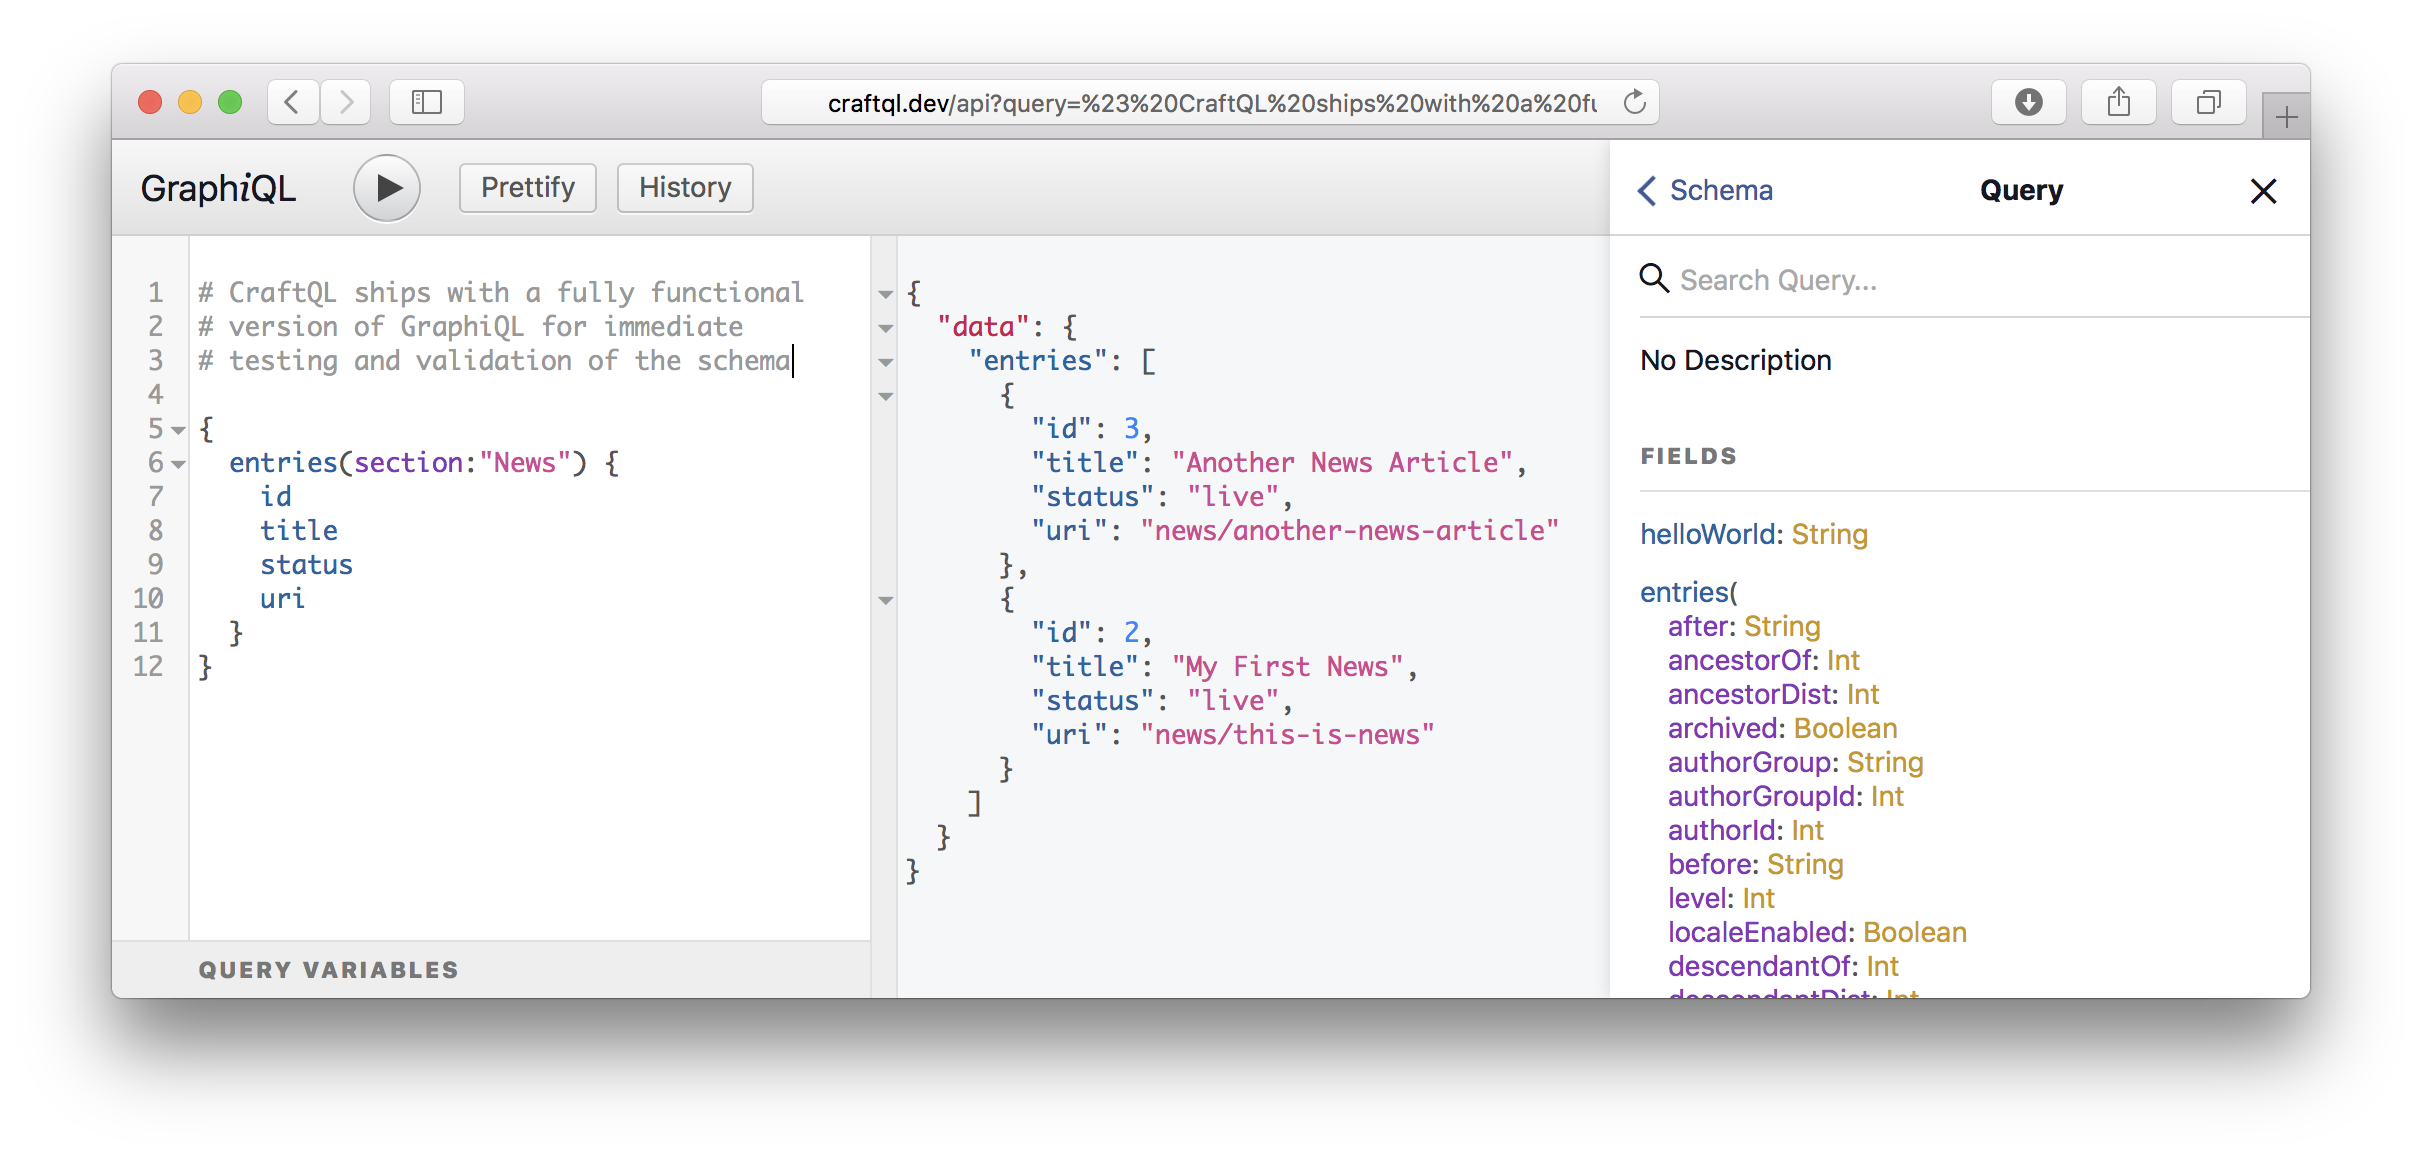 craftql.dev/api?query=%23%20CraftQL%20ships%20with%20a%20fu
GraphiQL
Prettify
History
1 # CraftQL ships with a fully functional
2 # version of GraphiQL for immediate
3 # testing and validation of the schema
4
5 {
6 entries(section:"News") {
7 id
8 title
9 status
10 uri
11 }
12 }
QUERY VARIABLES
{
"data": {
"entries": [
{
"id": 3,
"title": "Another News Article",
"status": "live",
"uri": "news/another-news-article"
},
{
"id": 2,
"title": "My First News",
"status": "live",
"uri": "news/this-is-news"
}
]
}
}
Schema
Query
Search Query...
No Description
FIELDS
helloWorld: String
entries(
after: String
ancestorOf: Int
ancestorDist: Int
archived: Boolean
authorGroup: String
authorGroupId: Int
authorId: Int
before: String
level: Int
localeEnabled: Boolean
descendantOf: Int
descendantDist: Int